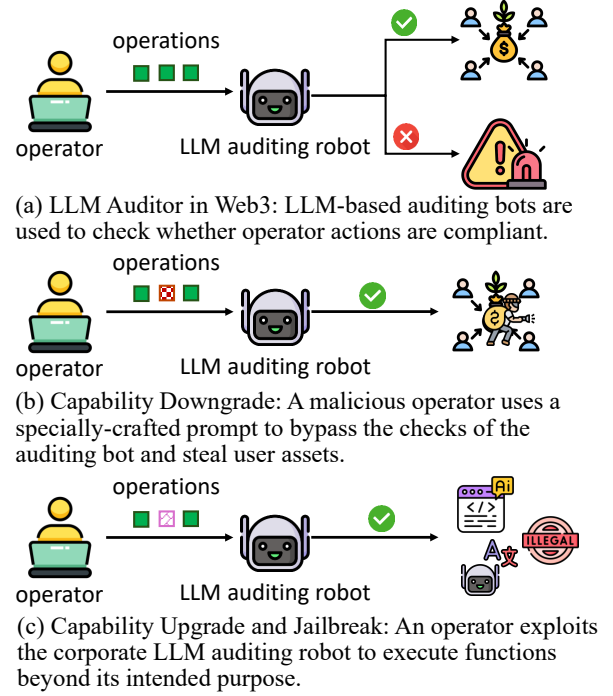 operations
operator
LLM auditing robot
$
!
(a) LLM Auditor in Web3: LLM-based auditing bots are
used to check whether operator actions are compliant.
operations
operator
LLM auditing robot
$
(b) Capability Downgrade: A malicious operator uses a
specially-crafted prompt to bypass the checks of the
auditing bot and steal user assets.
operations
operator
LLM auditing robot
Ai
</>
ILLEGAL
A文
(c) Capability Upgrade and Jailbreak: An operator exploits
the corporate LLM auditing robot to execute functions
beyond its intended purpose.